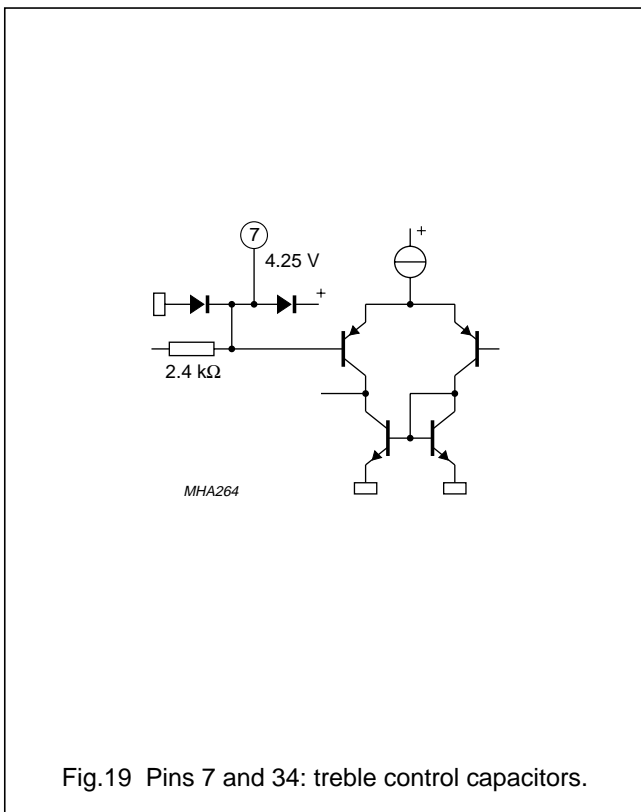 7
4.25 V
+
+
2.4 kΩ
MHA264
Fig.19 Pins 7 and 34: treble control capacitors.